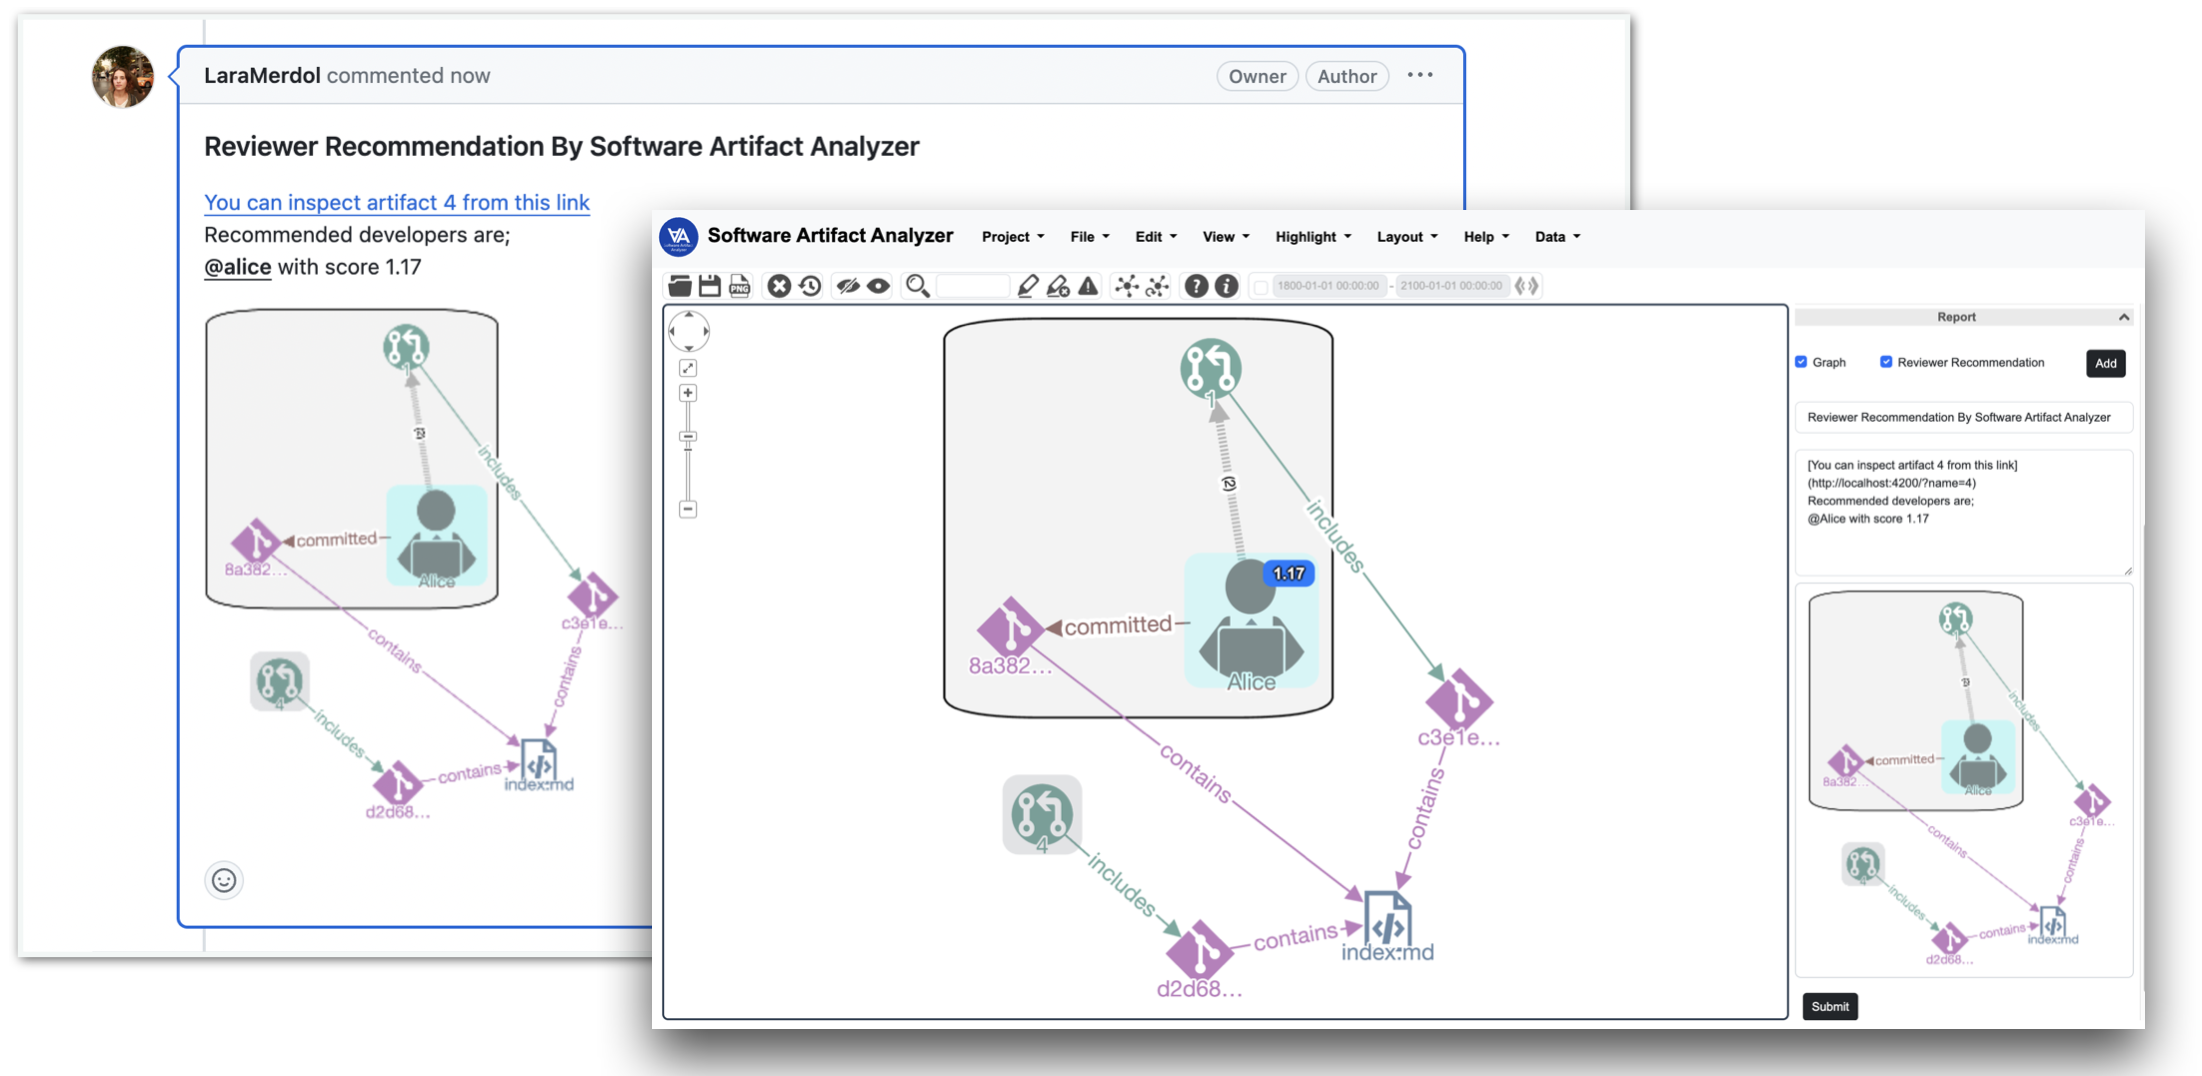 LaraMerdol commented now
Owner
Author
Reviewer Recommendation By Software Artifact Analyzer
You can inspect artifact 4 from this link
Recommended developers are;
@alice with score 1.17
1
(2)
includes
committed
8a382...
Alice
c3e1e...
contains
contains
4
includes
contains
index.md
d2d68...
Software Artifact Analyzer
Project
File
Edit
View
Highlight
Layout
Help
Data
PNG
1800-01-01 00:00:00 - 2100-01-01 00:00:00
1
(2)
includes
1.17
committed
8a382...
Alice
c3e1e...
contains
contains
4
includes
contains
index.md
d2d68...
Report
Graph
Reviewer Recommendation
Add
Reviewer Recommendation By Software Artifact Analyzer
[You can inspect artifact 4 from this link]
(http://localhost:4200/?name=4)
Recommended developers are;
@Alice with score 1.17
1
(2)
includes
committed
8a382...
Alice
c3e1e...
contains
contains
4
includes
contains
index.md
d2d68...
Submit